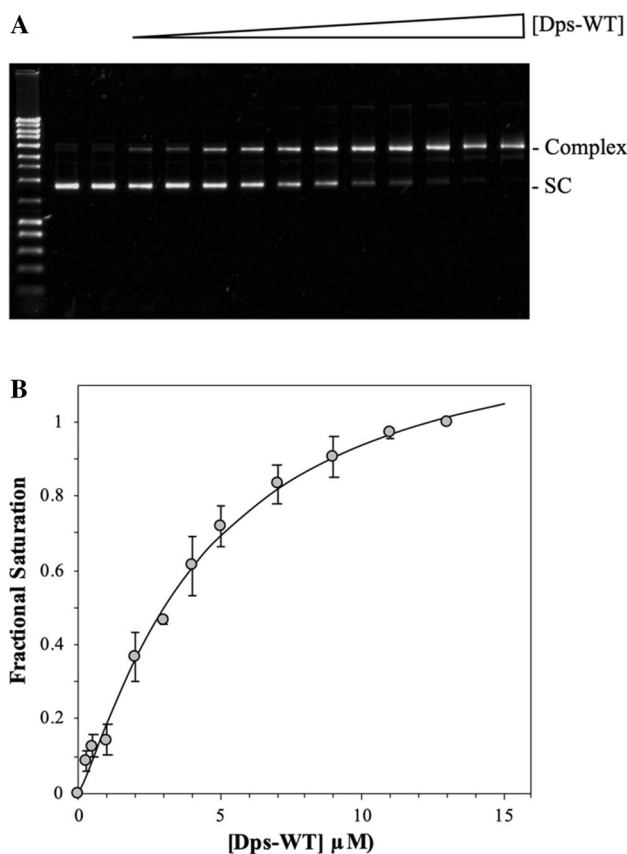 A
[Dps-WT]
- Complex
- SC
B
1
0.8
0.6
0.4
0.2
0
Fractional Saturation
0 5 10 15
[Dps-WT] µM)